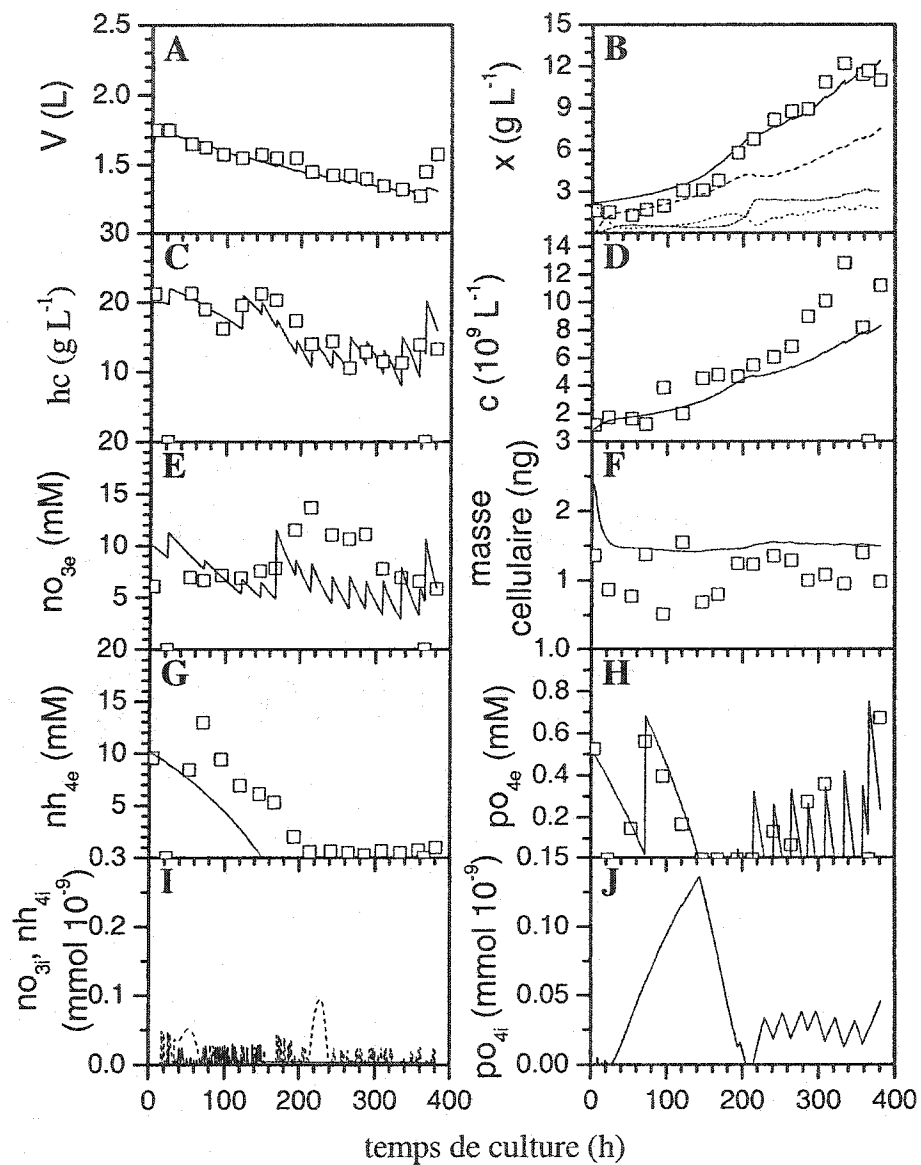 2.5
A
2.0
V (L)
1.5
30
15
B
12
x (g L-1)
9
6
3
C
20
hc (g L-1)
10
20
14
D
12
10
c (10^9 L-1)
8
6
4
2
3
E
15
no3e (mM)
10
5
20
F
2
masse
cellulaire (ng)
1
1.0
G
15
nh4e (mM)
10
5
0.3
H
0.8
0.6
po4e (mM)
0.4
0.2
0.15
I
0.2
no3i, nh4i
(mmol 10^-9)
0.1
0.0
0 100 200 300 400
J
0.10
po4i (mmol 10^-9)
0.05
0.00
0 100 200 300 400
temps de culture (h)